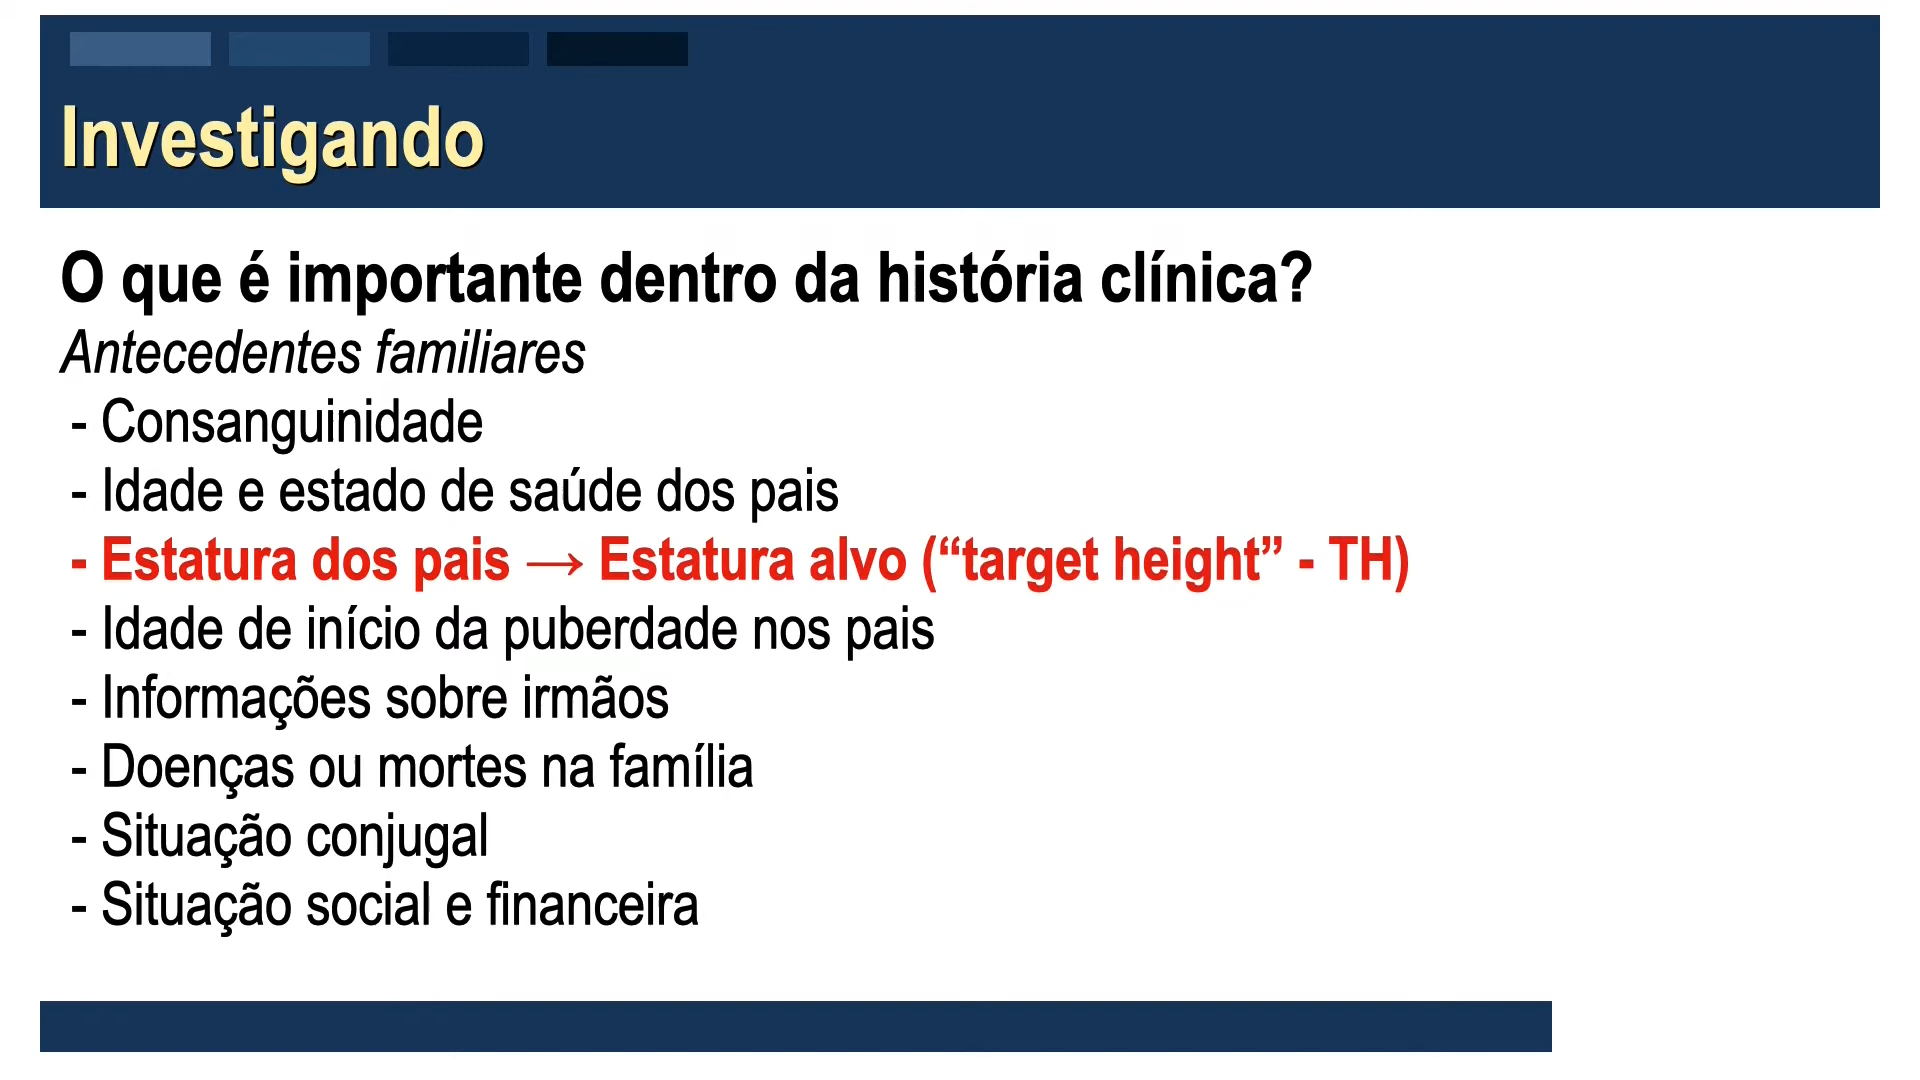 Investigando
O que é importante dentro da história clínica?
Antecedentes familiares
- Consanguinidade
- Idade e estado de saúde dos pais
- Estatura dos pais → Estatura alvo (“target height” - TH)
- Idade de início da puberdade nos pais
- Informações sobre irmãos
- Doenças ou mortes na família
- Situação conjugal
- Situação social e financeira